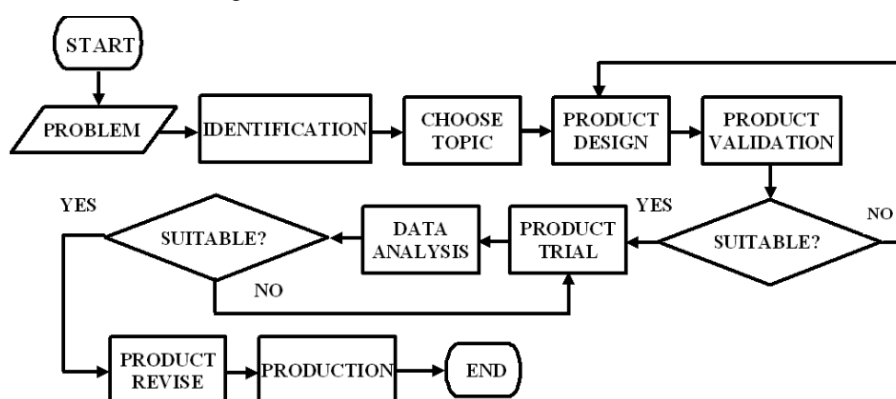 START
PROBLEM
IDENTIFICATION
CHOOSE
TOPIC
PRODUCT
DESIGN
PRODUCT
VALIDATION
YES
SUITABLE?
NO
DATA
ANALYSIS
PRODUCT
TRIAL
YES
SUITABLE?
NO
PRODUCT
REVISE
PRODUCTION
END